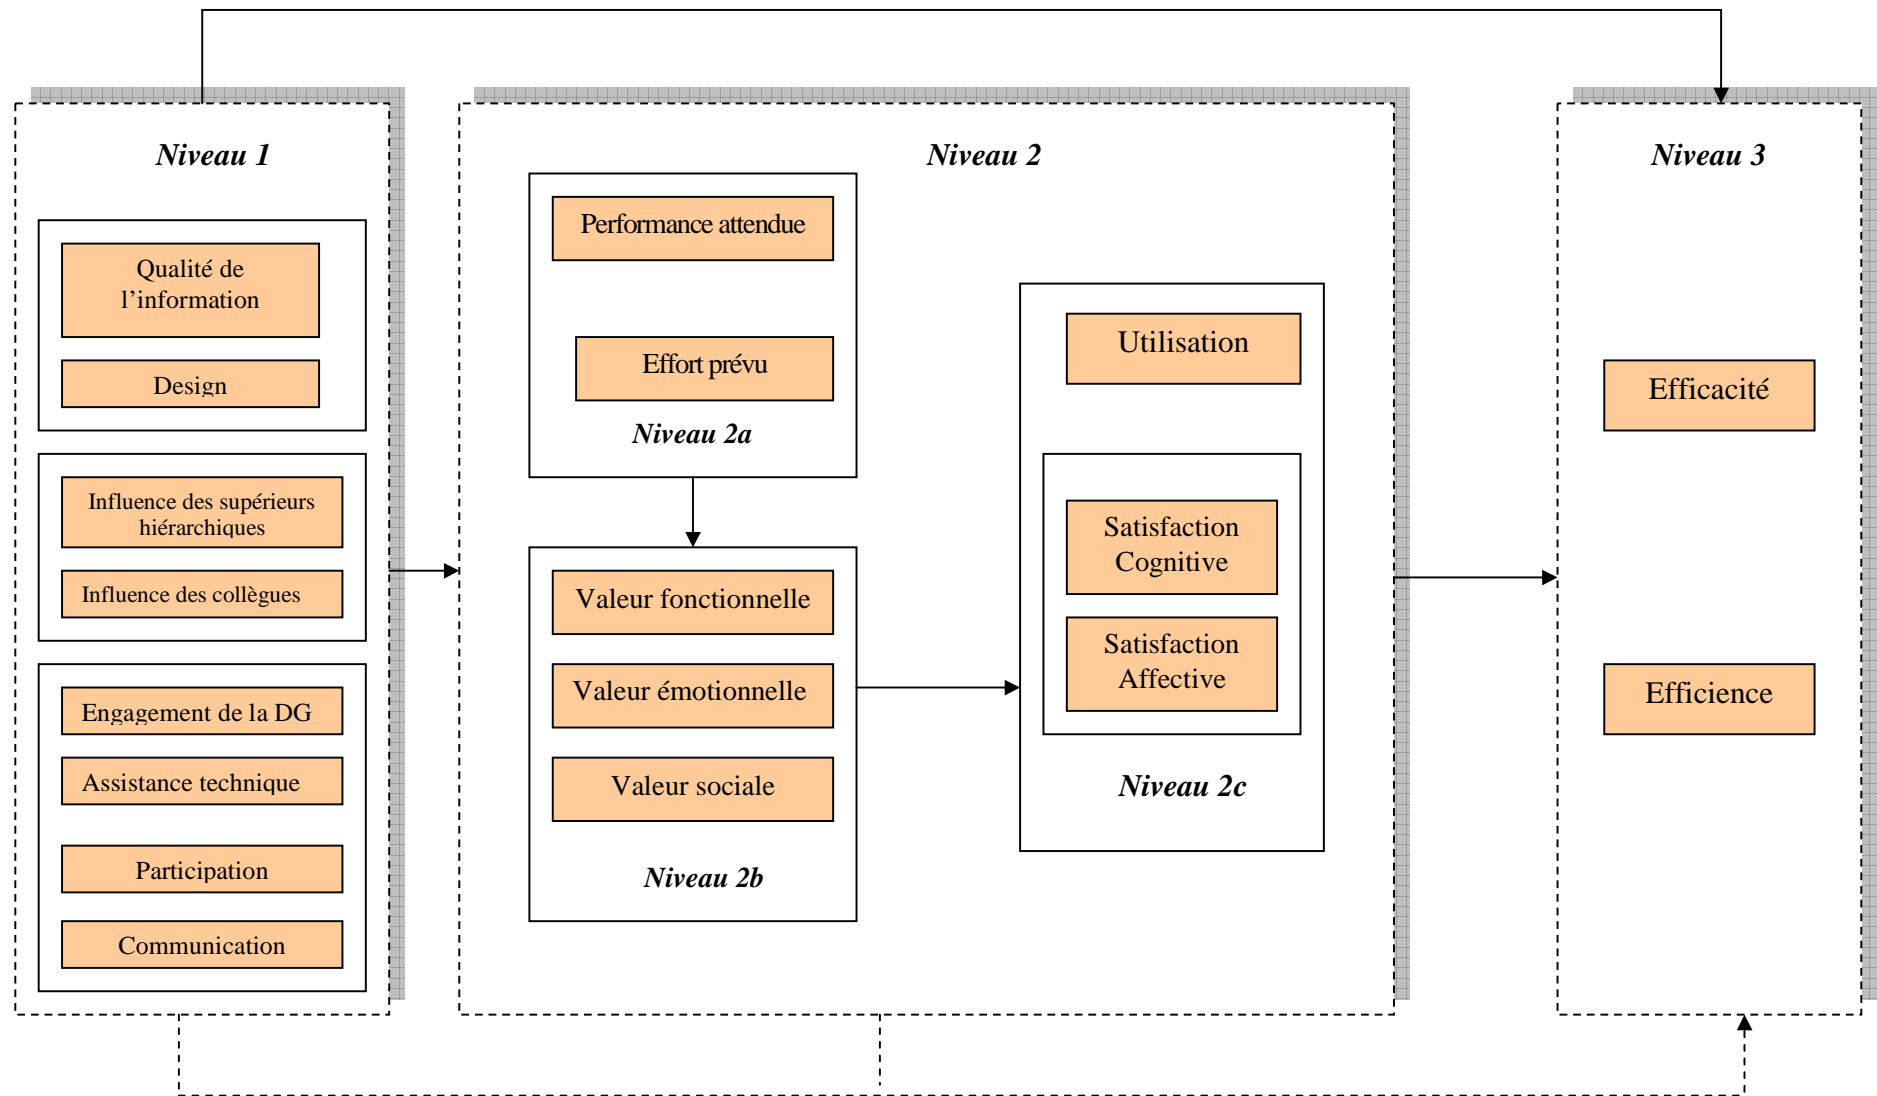 Niveau 1
Qualité de
l’information
Design
Influence des supérieurs
hiérarchiques
Influence des collègues
Engagement de la DG
Assistance technique
Participation
Communication
Niveau 2
Performance attendue
Effort prévu
Niveau 2a
Valeur fonctionnelle
Valeur émotionnelle
Valeur sociale
Niveau 2b
Utilisation
Satisfaction
Cognitive
Satisfaction
Affective
Niveau 2c
Niveau 3
Efficacité
Efficience